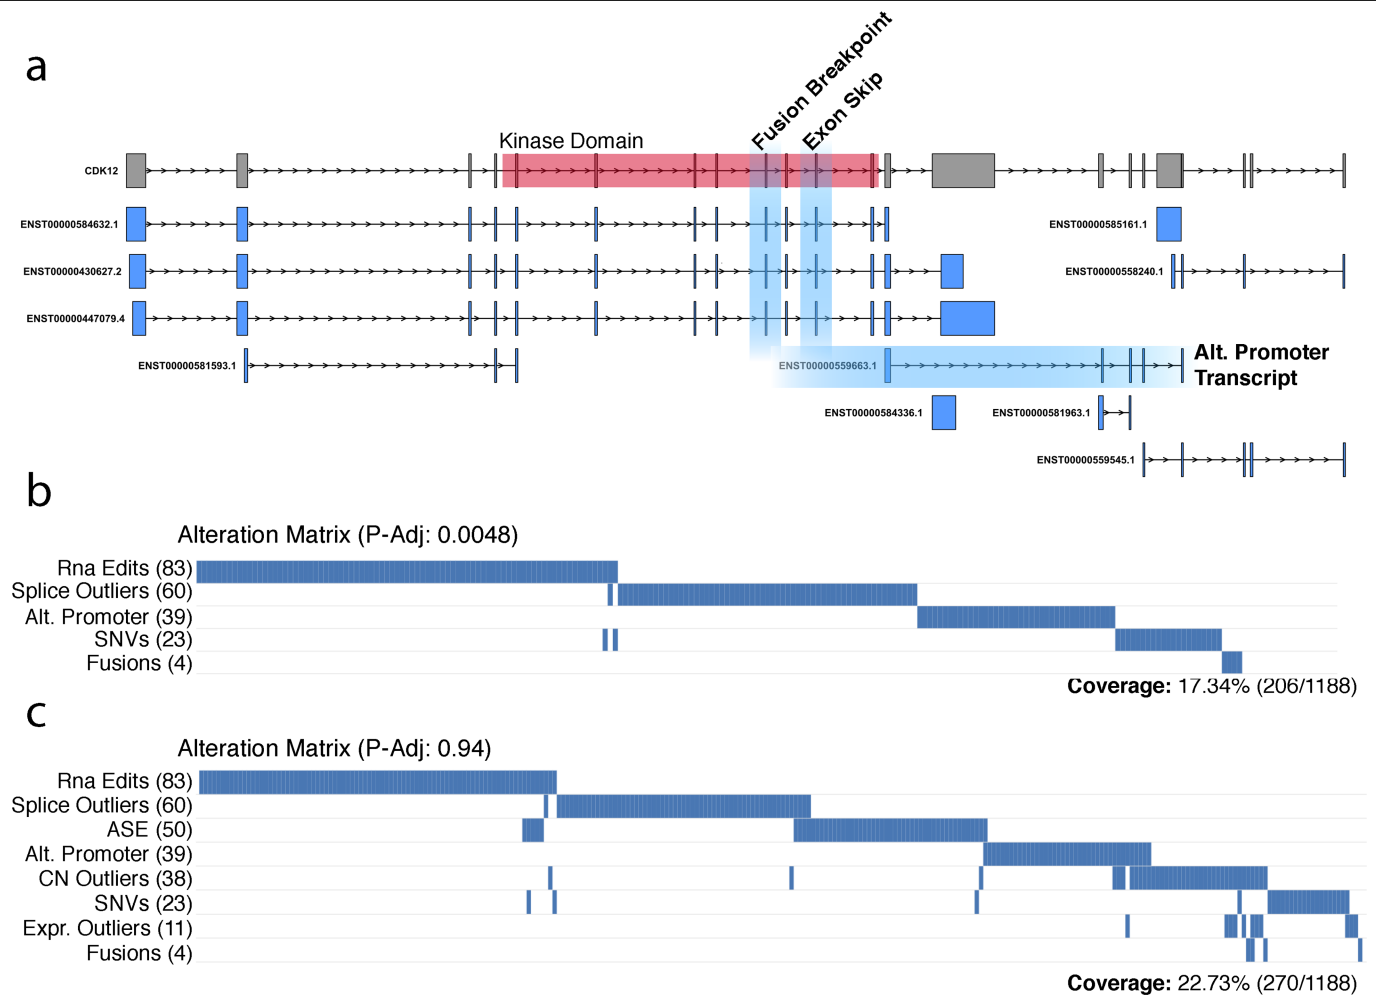 a
Fusion Breakpoint
Exon Skip
Kinase Domain
CDK12
ENST00000584632.1
ENST00000585161.1
ENST00000430627.2
ENST00000558240.1
ENST00000447079.4
ENST00000581593.1
ENST00000559663.1
Alt. Promoter
Transcript
ENST00000584336.1
ENST00000581963.1
ENST00000559545.1
b
Alteration Matrix (P-Adj: 0.0048)
Rna Edits (83)
Splice Outliers (60)
Alt. Promoter (39)
SNVs (23)
Fusions (4)
Coverage: 17.34% (206/1188)
c
Alteration Matrix (P-Adj: 0.94)
Rna Edits (83)
Splice Outliers (60)
ASE (50)
Alt. Promoter (39)
CN Outliers (38)
SNVs (23)
Expr. Outliers (11)
Fusions (4)
Coverage: 22.73% (270/1188)